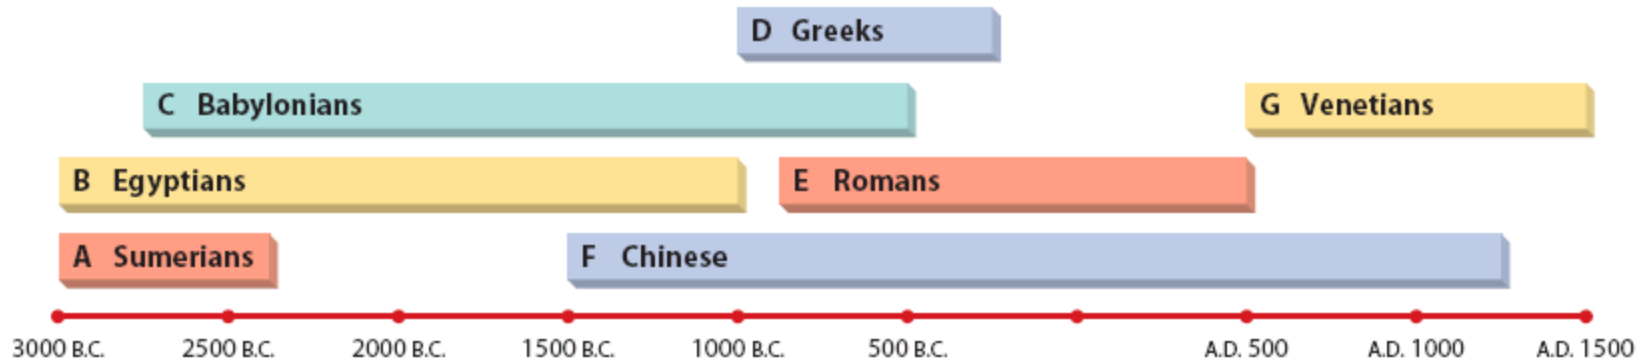 D Greeks
C Babylonians
G Venetians
B Egyptians
E Romans
A Sumerians
F Chinese
3000 B.C. 2500 B.C. 2000 B.C. 1500 B.C. 1000 B.C. 500 B.C. A.D. 500 A.D. 1000 A.D. 1500